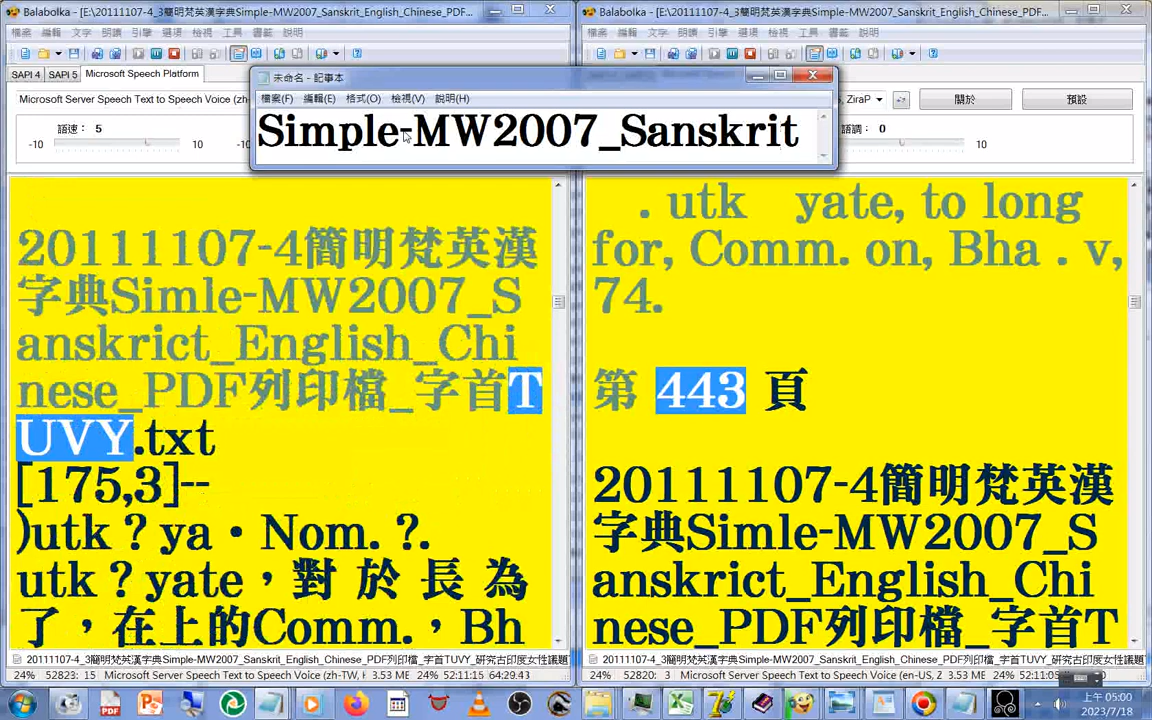 Balabolka - [E:\20111107-4_3簡明梵英漢字典Simple-MW2007_Sanskrit_English_Chinese_PDF...
檔案 編輯 文字 朗讀 引擎 選項 檢視 工具 書籤 說明
SAPI 4 SAPI 5 Microsoft Speech Platform
Microsoft Server Speech Text to Speech Voice (zh-
語速： 5
-10 10 -10
20111107-4簡明梵英漢
字典Simle-MW2007_S
anskrict_English_Chi
nese_PDF列印檔_字首T
UVY.txt
[175,3]--
)utk？ya・Nom.?.
utk？yate，對 於 長 為
了，在上的Comm.，Bh
20111107-4_3簡明梵英漢字典Simple-MW2007_Sanskrit_English_Chinese_PDF列印檔_字首TUVY_研究古印度女性議題
24% 52823: 15 Microsoft Server Speech Text to Speech Voice (zh-TW, 3.53 MB 24% 64:29.43
未命名 - 記事本
檔案(F) 編輯(E) 格式(O) 檢視(V) 說明(H)
Simple-MW2007_Sanskrit
Balabolka - [E:\20111107-4_3簡明梵英漢字典Simple-MW2007_Sanskrit_English_Chinese_PDF...
檔案 編輯 文字 朗讀 引擎 選項 檢視 工具 書籤 說明
, ZiraP 關於 預設
語調： 0
10
. utk yate, to long
for, Comm. on, Bha . v,
74.
第 443 頁
20111107-4簡明梵英漢
字典Simle-MW2007_S
anskrict_English_Chi
nese_PDF列印檔_字首T
20111107-4_3簡明梵英漢字典Simple-MW2007_Sanskrit_English_Chinese_PDF列印檔_字首TUVY_研究古印度女性議題
24% 52820: 3 Microsoft Server Speech Text to Speech Voice (en-US, Z 3.53 MB 24%
上午 05:00
2023/7/18